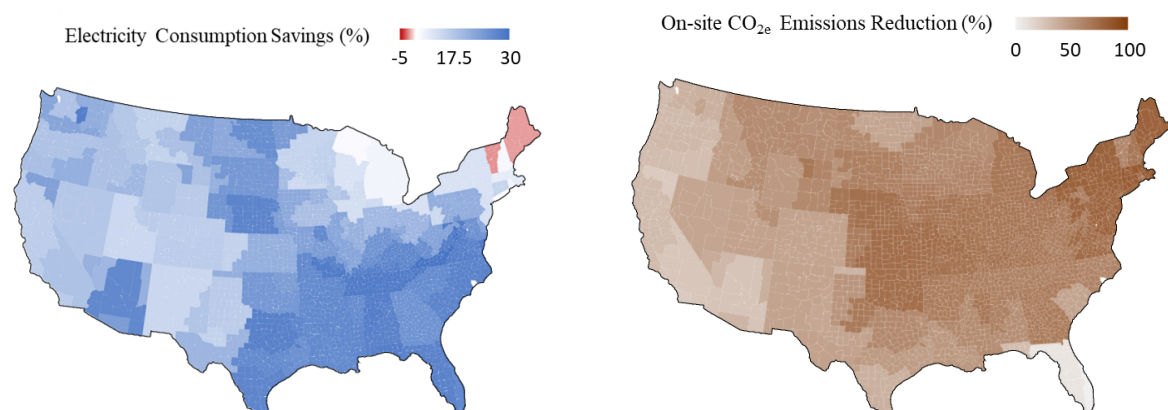 Electricity Consumption Savings (%)
-5 17.5 30
On-site CO2e Emissions Reduction (%)
0 50 100